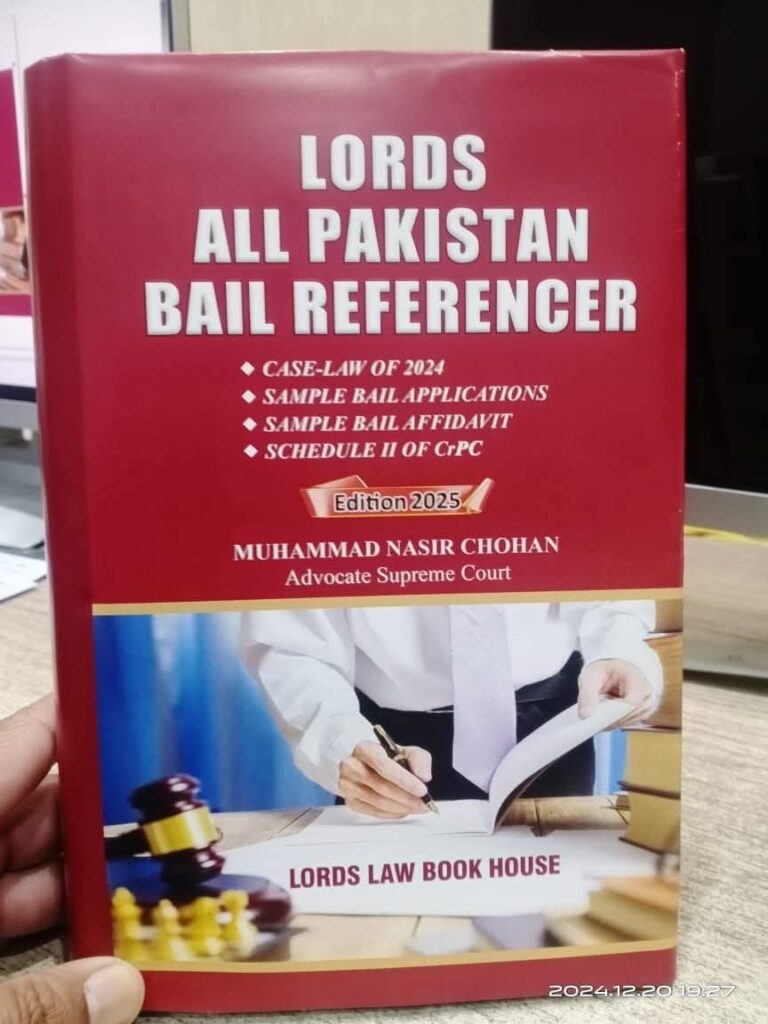 LORDS
ALL PAKISTAN
BAIL REFERENCER
CASE-LAW OF 2024
SAMPLE BAIL APPLICATIONS
SAMPLE BAIL AFFIDAVIT
SCHEDULE II OF CrPC
Edition 2025
MUHAMMAD NASIR CHOHAN
Advocate Supreme Court
LORDS LAW BOOK HOUSE
2024.12.20 19:27